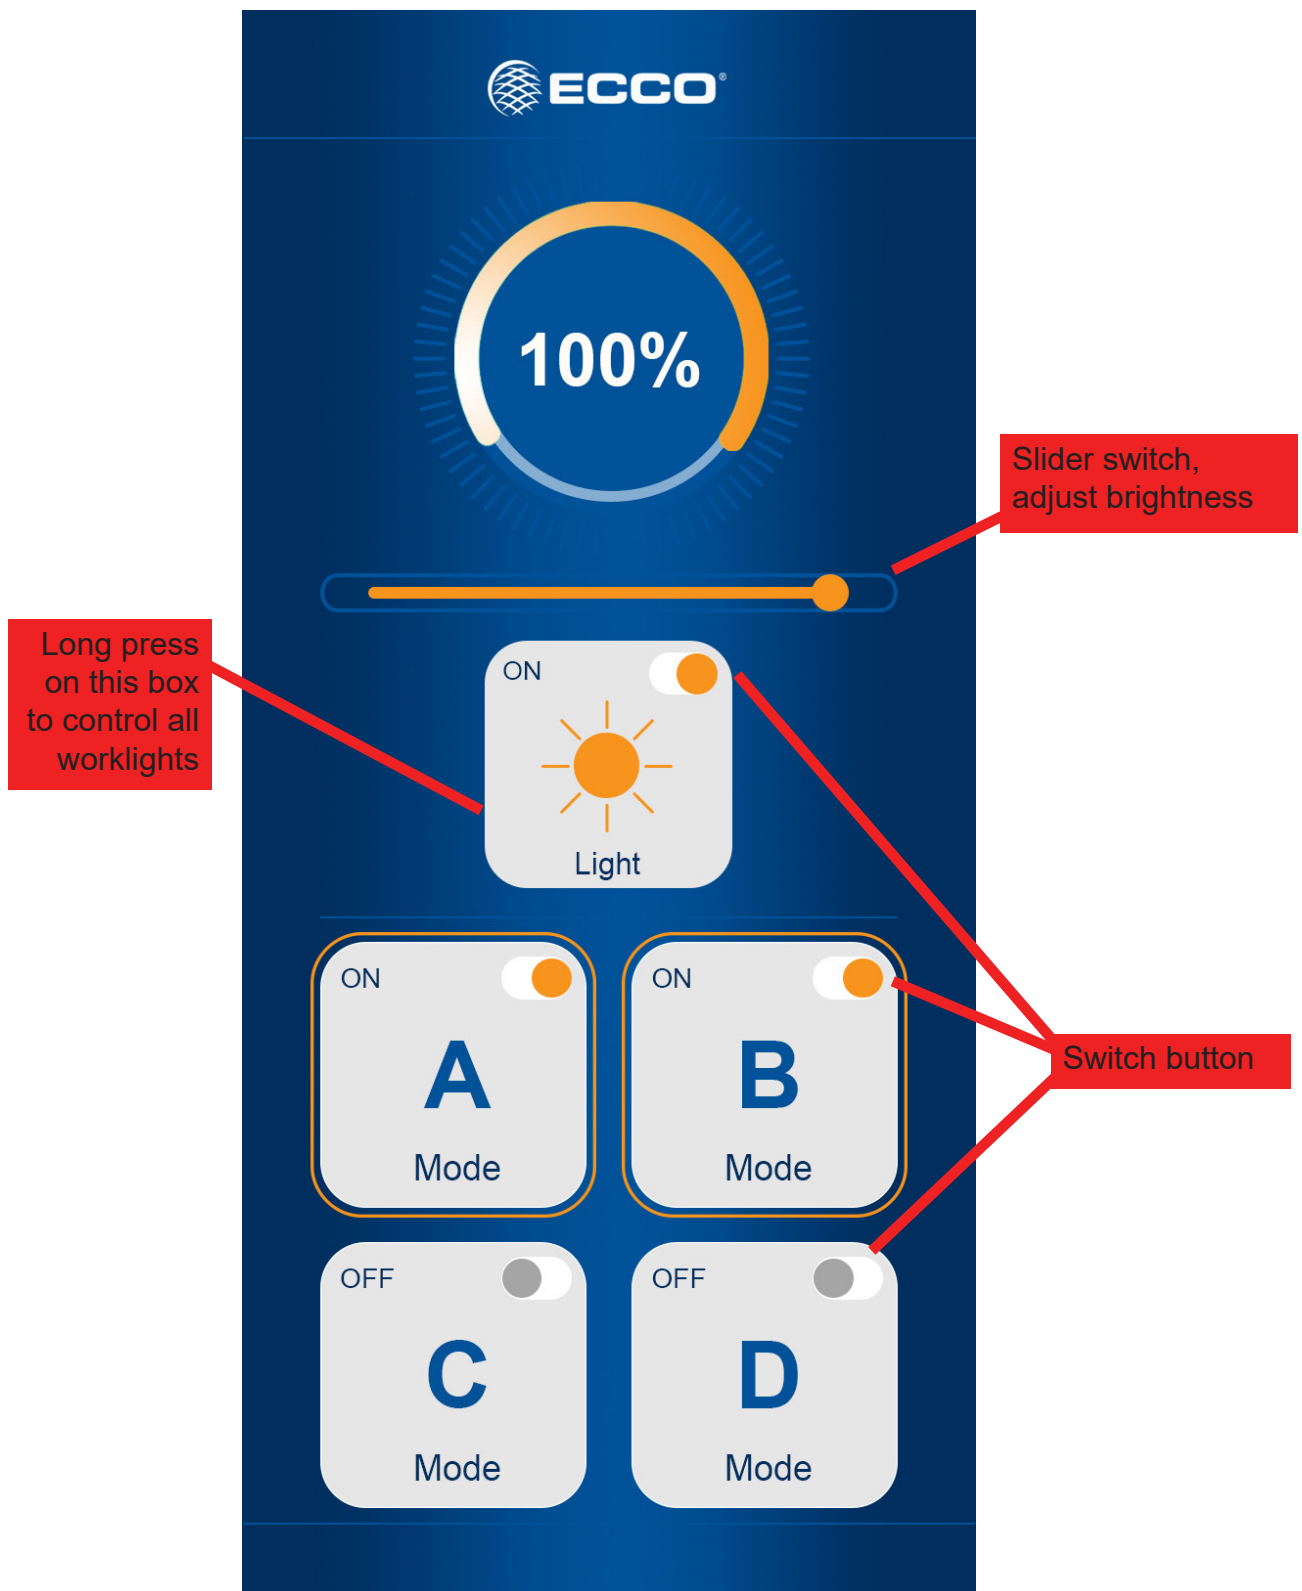 ECCO®
100%
Slider switch,
adjust brightness
Long press
on this box
to control all
worklights
ON
Light
ON
A
Mode
ON
B
Mode
Switch button
OFF
C
Mode
OFF
D
Mode